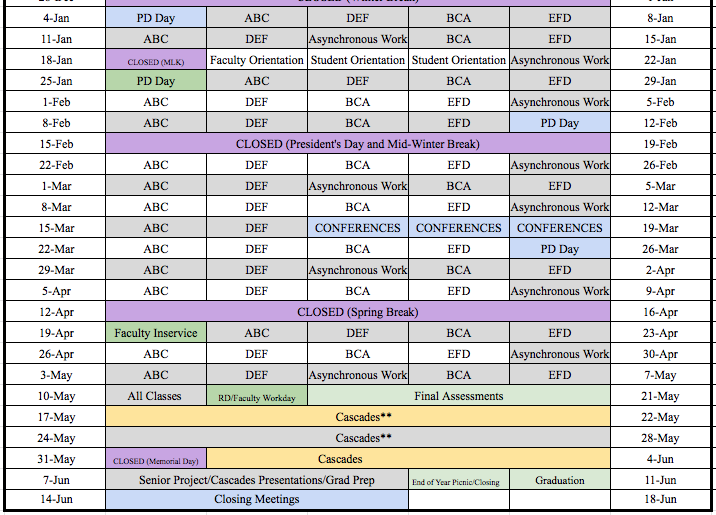 4-Jan PD Day ABC DEF BCA EFD 8-Jan
11-Jan ABC DEF Asynchronous Work BCA EFD 15-Jan
18-Jan CLOSED (MLK) Faculty Orientation Student Orientation Student Orientation Asynchronous Work 22-Jan
25-Jan PD Day ABC DEF BCA EFD 29-Jan
1-Feb ABC DEF BCA EFD Asynchronous Work 5-Feb
8-Feb ABC DEF BCA EFD PD Day 12-Feb
15-Feb CLOSED (President's Day and Mid-Winter Break) 19-Feb
22-Feb ABC DEF BCA EFD Asynchronous Work 26-Feb
1-Mar ABC DEF Asynchronous Work BCA EFD 5-Mar
8-Mar ABC DEF BCA EFD Asynchronous Work 12-Mar
15-Mar ABC DEF CONFERENCES CONFERENCES CONFERENCES 19-Mar
22-Mar ABC DEF BCA EFD PD Day 26-Mar
29-Mar ABC DEF Asynchronous Work BCA EFD 2-Apr
5-Apr ABC DEF BCA EFD Asynchronous Work 9-Apr
12-Apr CLOSED (Spring Break) 16-Apr
19-Apr Faculty Inservice ABC DEF BCA EFD 23-Apr
26-Apr ABC DEF BCA EFD Asynchronous Work 30-Apr
3-May ABC DEF Asynchronous Work BCA EFD 7-May
10-May All Classes RD/Faculty Workday Final Assessments 21-May
17-May Cascades** 22-May
24-May Cascades** 28-May
31-May CLOSED (Memorial Day) Cascades 4-Jun
7-Jun Senior Project/Cascades Presentations/Grad Prep End of Year Picnic/Closing Graduation 11-Jun
14-Jun Closing Meetings 18-Jun